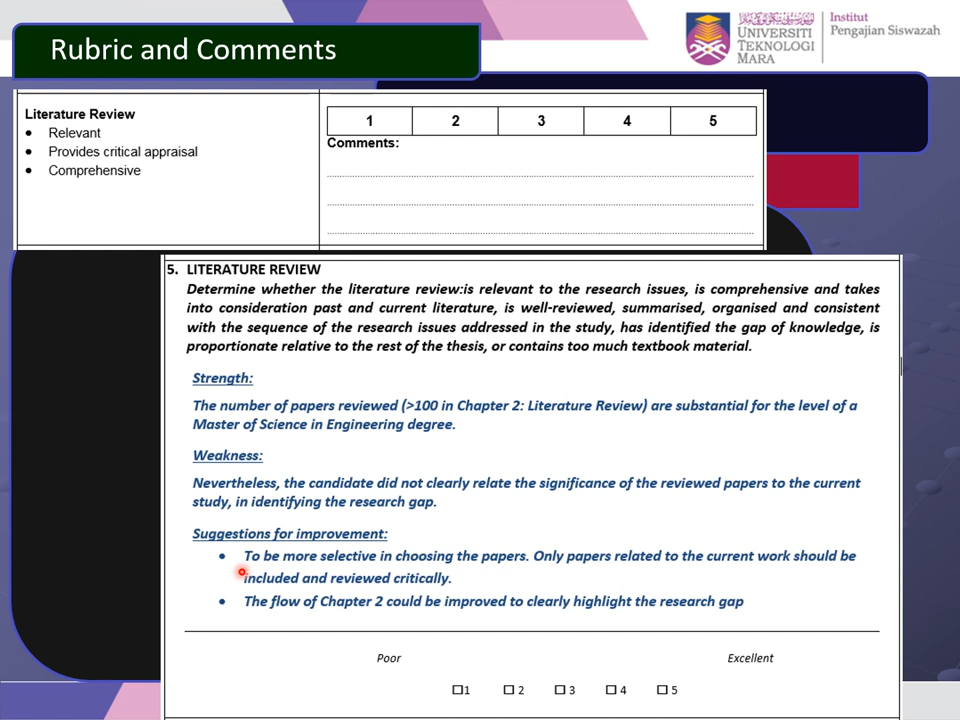 Rubric and Comments
UNIVERSITI
TEKNOLOGI
MARA
Institut
Pengajian Siswazah
Literature Review
• Relevant
• Provides critical appraisal
• Comprehensive
1 2 3 4 5
Comments:
5. LITERATURE REVIEW
Determine whether the literature review:is relevant to the research issues, is comprehensive and takes
into consideration past and current literature, is well-reviewed, summarised, organised and consistent
with the sequence of the research issues addressed in the study, has identified the gap of knowledge, is
proportionate relative to the rest of the thesis, or contains too much textbook material.
Strength:
The number of papers reviewed (>100 in Chapter 2: Literature Review) are substantial for the level of a
Master of Science in Engineering degree.
Weakness:
Nevertheless, the candidate did not clearly relate the significance of the reviewed papers to the current
study, in identifying the research gap.
Suggestions for improvement:
• To be more selective in choosing the papers. Only papers related to the current work should be
included and reviewed critically.
• The flow of Chapter 2 could be improved to clearly highlight the research gap
Poor Excellent
☐1 ☐2 ☐3 ☐4 ☐5